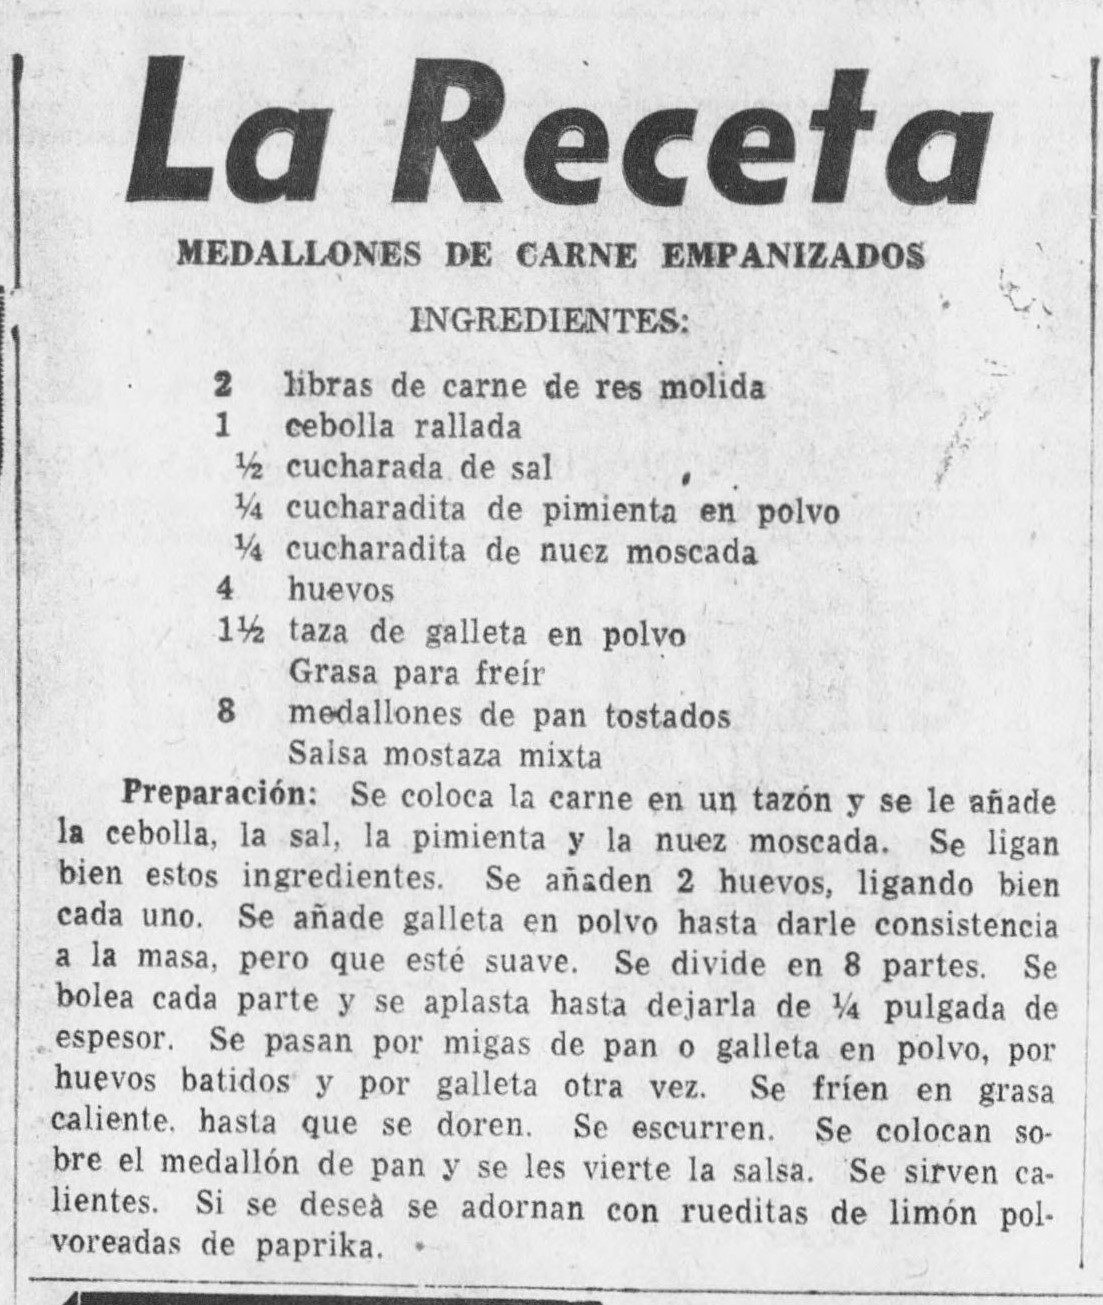 La Receta
MEDALLONES DE CARNE EMPANIZADOS
INGREDIENTES:
2 libras de carne de res molida
1 cebolla rallada
½ cucharada de sal
¼ cucharadita de pimienta en polvo
¼ cucharadita de nuez moscada
4 huevos
1½ taza de galleta en polvo
Grasa para freír
8 medallones de pan tostados
Salsa mostaza mixta
Preparación: Se coloca la carne en un tazón y se le añade
la cebolla, la sal, la pimienta y la nuez moscada. Se ligan
bien estos ingredientes. Se añaden 2 huevos, ligando bien
cada uno. Se añade galleta en polvo hasta darle consistencia
a la masa, pero que esté suave. Se divide en 8 partes. Se
bolea cada parte y se aplasta hasta dejarla de ¼ pulgada de
espesor. Se pasan por migas de pan o galleta en polvo, por
huevos batidos y por galleta otra vez. Se fríen en grasa
caliente. hasta que se doren. Se escurren. Se colocan so-
bre el medallón de pan y se les vierte la salsa. Se sirven ca-
lientes. Si se deseà se adornan con rueditas de limón pol-
voreadas de paprika.